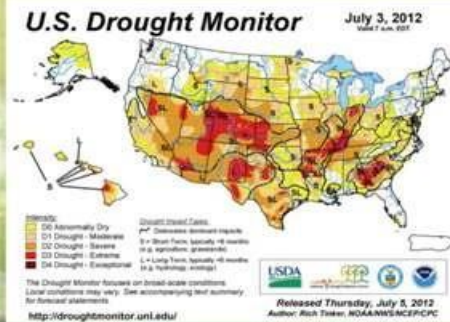 U.S. Drought Monitor
July 3, 2012
Valid 7 a.m. EDT
Intensity:
D0 Abnormally Dry
D1 Drought - Moderate
D2 Drought - Severe
D3 Drought - Extreme
D4 Drought - Exceptional
Drought Impact Types:
Delineates dominant impacts
S = Short-Term, typically <6 months
(e.g. agriculture, grasslands)
L = Long-Term, typically >6 months
(e.g. hydrology, ecology)
The Drought Monitor focuses on broad-scale conditions.
Local conditions may vary. See accompanying text summary
for forecast statements.
http://droughtmonitor.unl.edu/
USDA
Released Thursday, July 5, 2012
Author: Rich Tinker, NOAA/NWS/NCEP/CPC